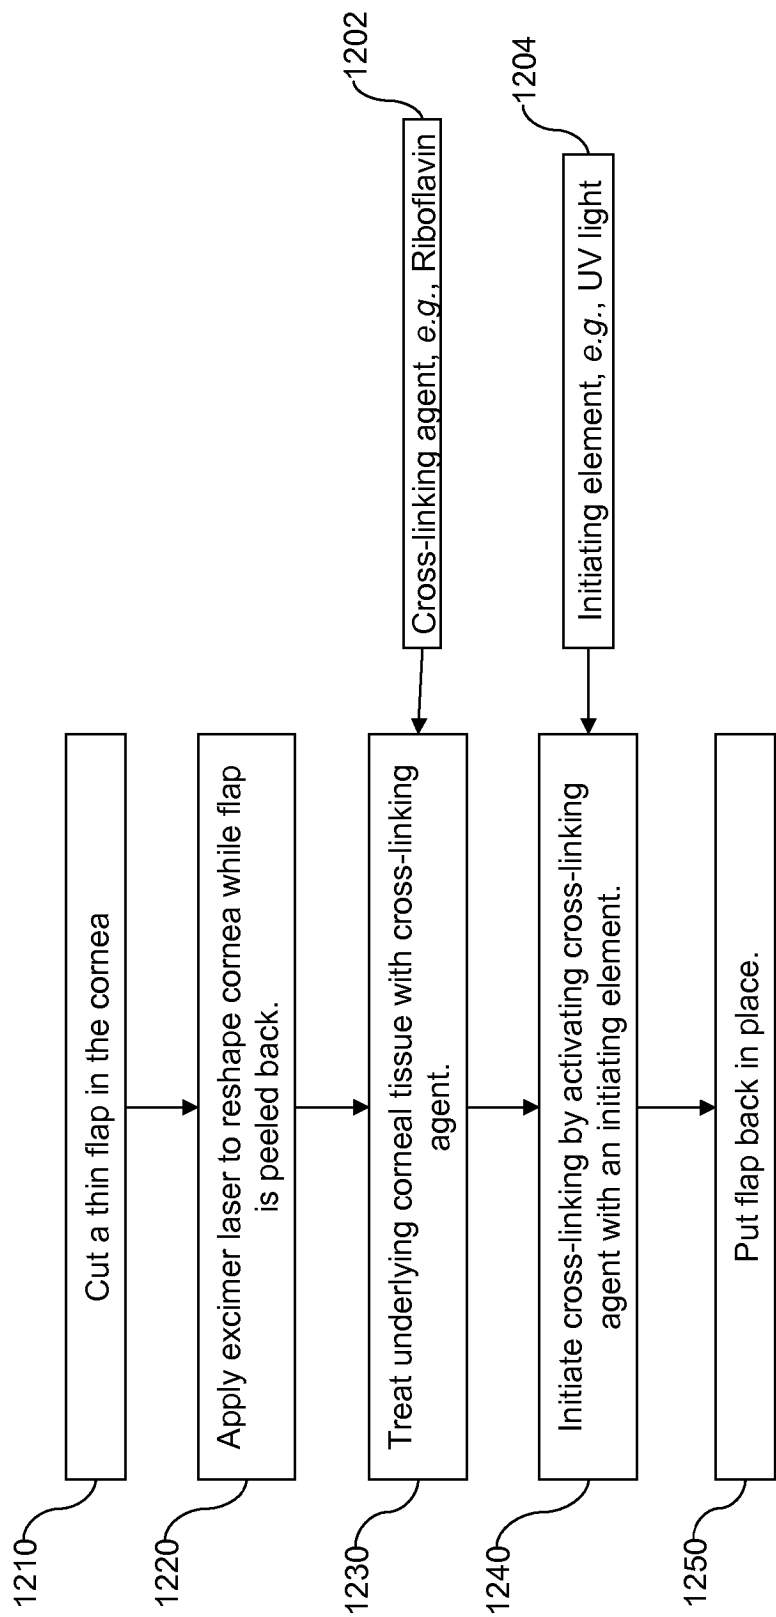 1210
Cut a thin flap in the cornea
1220
Apply excimer laser to reshape cornea while flap
is peeled back.
1230
Treat underlying corneal tissue with cross-linking
agent.
Cross-linking agent, e.g., Riboflavin
1202
1240
Initiate cross-linking by activating cross-linking
agent with an initiating element.
Initiating element, e.g., UV light
1204
1250
Put flap back in place.